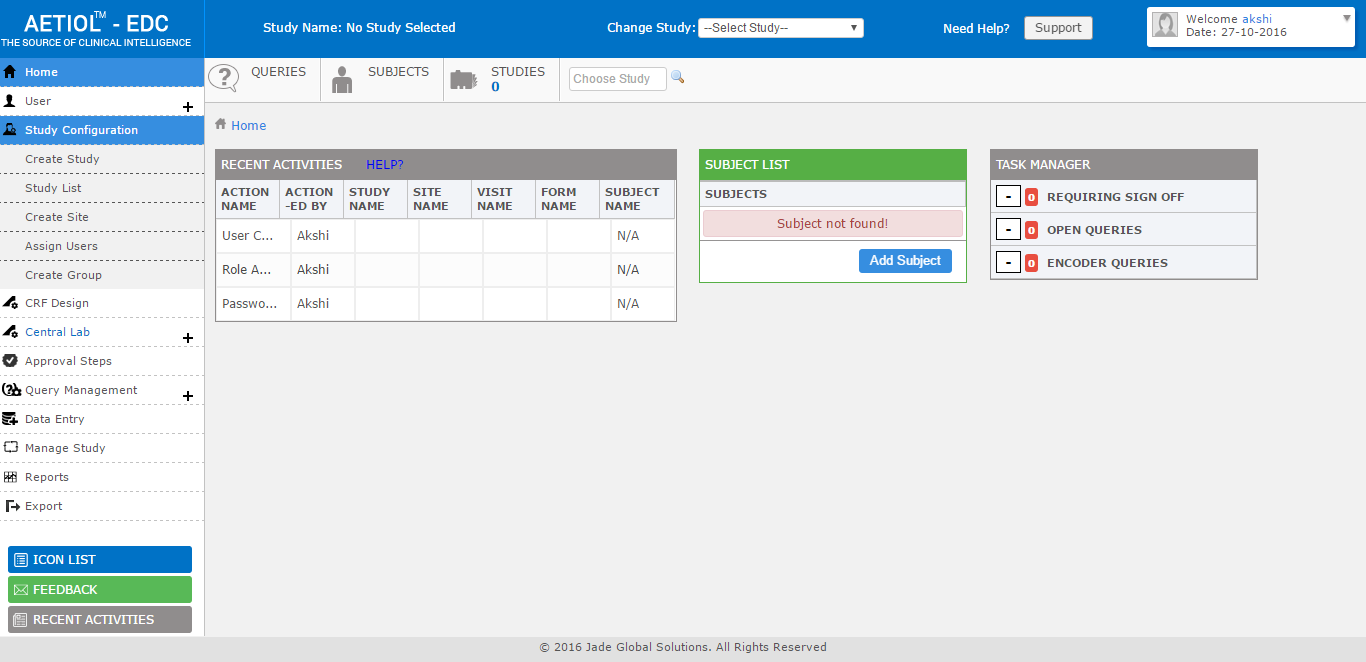 AETIOL™ - EDC
THE SOURCE OF CLINICAL INTELLIGENCE
Study Name: No Study Selected
Change Study: --Select Study--
Need Help?
Support
Welcome akshi
Date: 27-10-2016
Home
User
Study Configuration
Create Study
Study List
Create Site
Assign Users
Create Group
CRF Design
Central Lab
Approval Steps
Query Management
Data Entry
Manage Study
Reports
Export
ICON LIST
FEEDBACK
RECENT ACTIVITIES
? QUERIES
SUBJECTS
STUDIES
0
Choose Study
Home
RECENT ACTIVITIES HELP?
ACTION STUDY SITE VISIT FORM SUBJECT
ACTION
NAME
ACTION
-ED BY
STUDY
NAME
SITE
NAME
VISIT
NAME
FORM
NAME
SUBJECT
NAME
User C... Akshi N/A
Role A... Akshi N/A
Passwo... Akshi N/A
SUBJECT LIST
SUBJECTS
Subject not found!
Add Subject
TASK MANAGER
- 0 REQUIRING SIGN OFF
- 0 OPEN QUERIES
- 0 ENCODER QUERIES
© 2016 Jade Global Solutions. All Rights Reserved